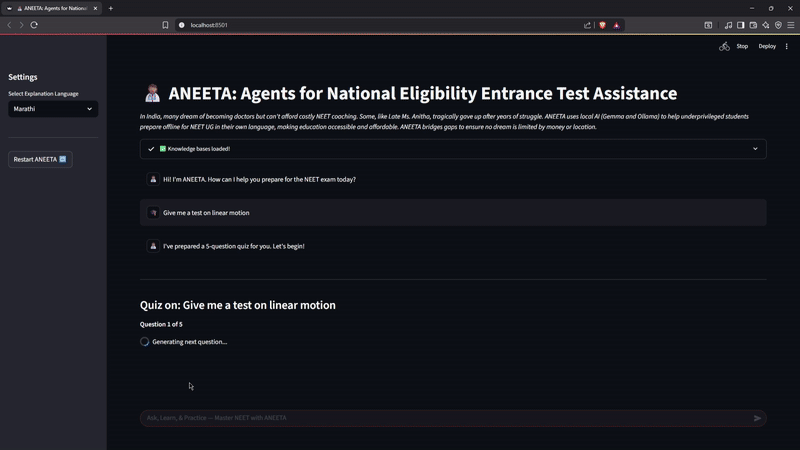 ANEETA: Agents for National
localhost:8501
Stop
Deploy
Settings
Select Explanation Language
Marathi
Restart ANEETA
ANEETA: Agents for National Eligibility Entrance Test Assistance
In India, many dream of becoming doctors but can't afford costly NEET coaching. Some, like Late Ms. Anitha, tragically gave up after years of struggle. ANEETA uses local AI (Gemma and Ollama) to help underprivileged students
prepare offline for NEET UG in their own language, making education accessible and affordable. ANEETA bridges gaps to ensure no dream is limited by money or location.
Knowledge bases loaded!
Hi! I'm ANEETA. How can I help you prepare for the NEET exam today?
Give me a test on linear motion
I've prepared a 5-question quiz for you. Let's begin!
Quiz on: Give me a test on linear motion
Question 1 of 5
Generating next question...
Ask, Learn, & Practice — Master NEET with ANEETA